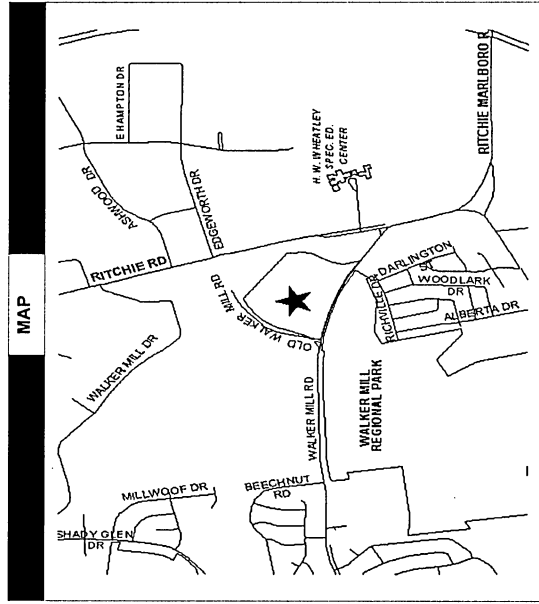 MAP
E HAMPTON DR
ASHWOOD DR
EDGEWORTH DR
H. W. WHEATLEY
SPEC. ED.
CENTER
RITCHIE MARLBORO R
RITCHIE RD
WALKER MILL DR
OLD WALKER MILL RD
DARLINGTON
SQ
WOODLARK
DR
RICHVILLE DR
ALBERTA DR
WALKER MILL RD
WALKER MILL
REGIONAL PARK
MILLWOOF DR
BEECHNUT
RD
SHADY GLEN
DR